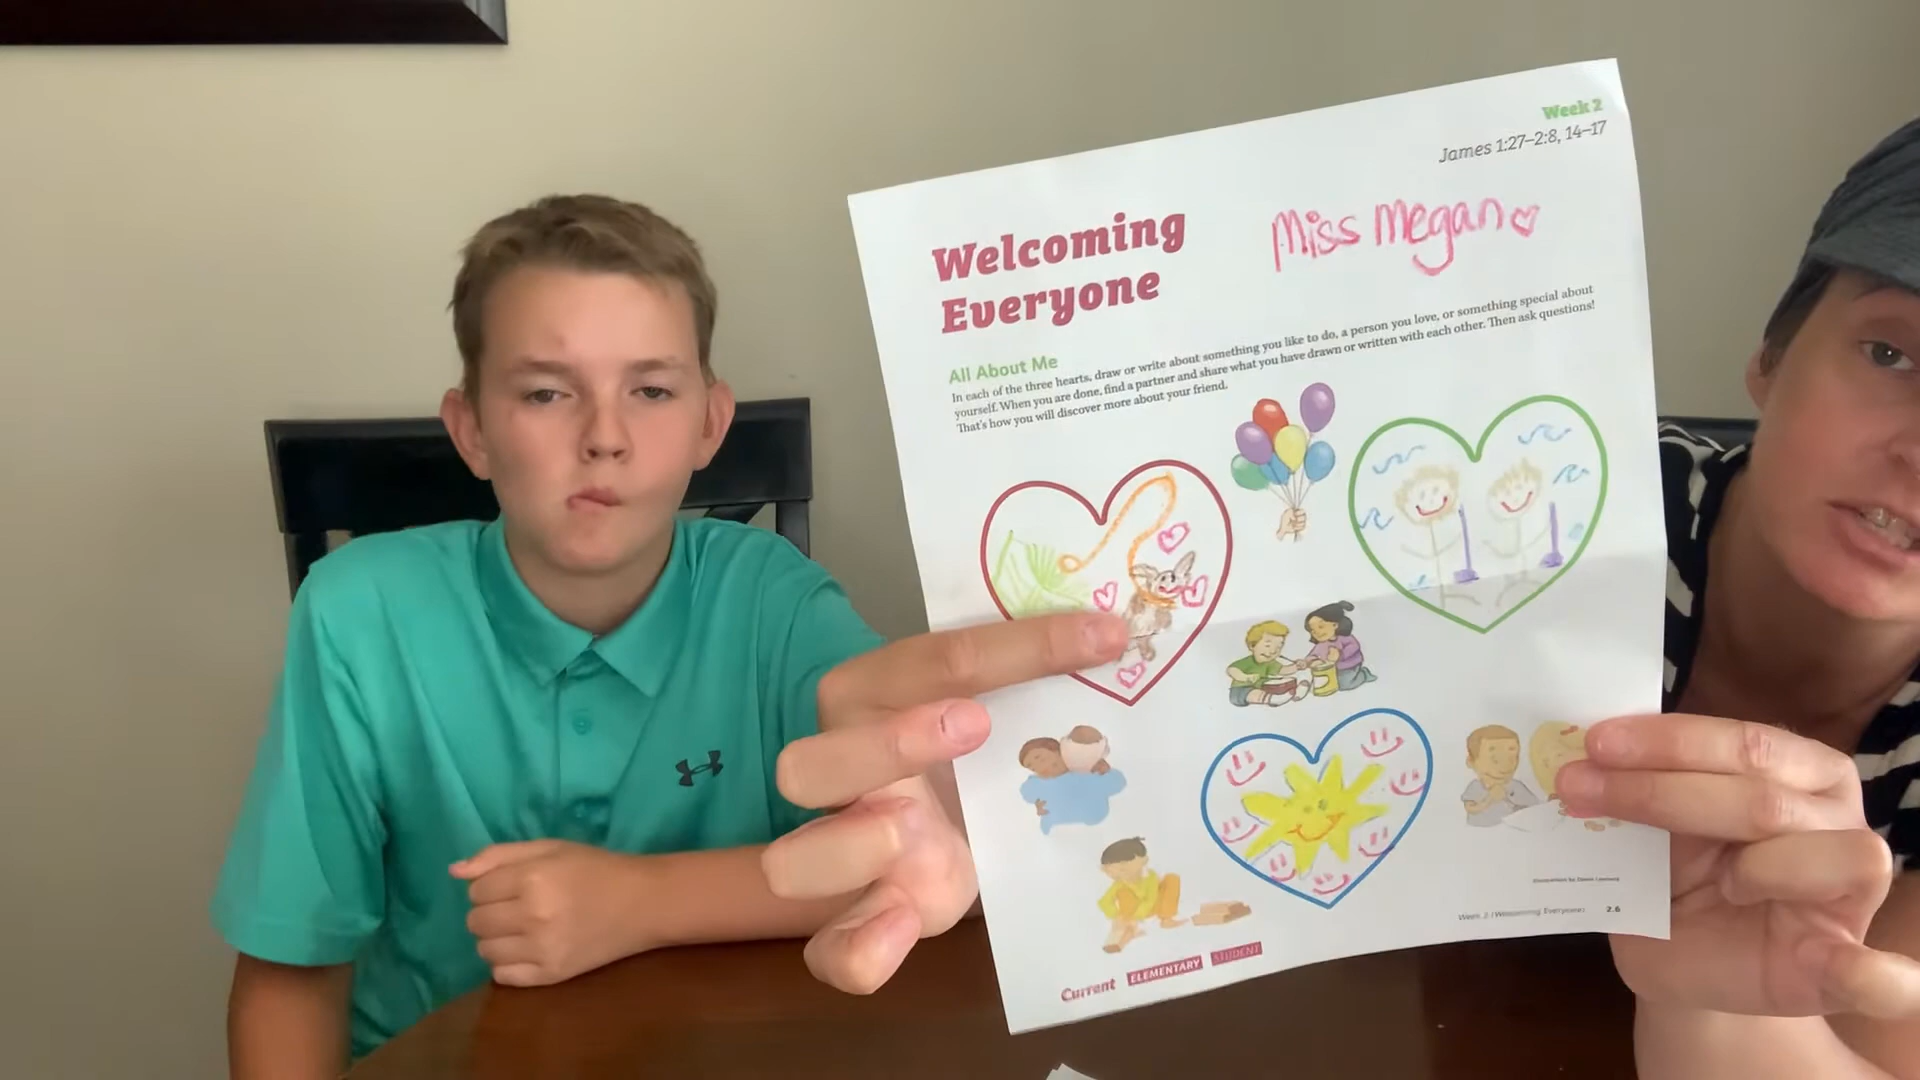 Week 2
James 1:27–2:8, 14–17
Welcoming
Everyone
Miss Megan
All About Me
In each of the three hearts, draw or write about something you like to do, a person you love, or something special about
yourself. When you are done, find a partner and share what you have drawn or written with each other. Then ask questions!
That's how you will discover more about your friend.
Week 2 (Welcoming Everyone) 2.6
Current ELEMENTARY STUDENT